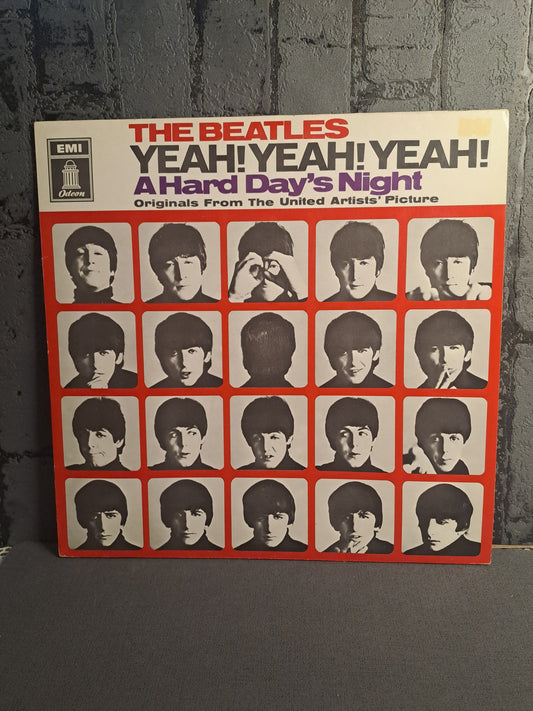 EMI
Odeon
THE BEATLES
YEAH! YEAH! YEAH!
A Hard Day's Night
Originals From The United Artists' Picture